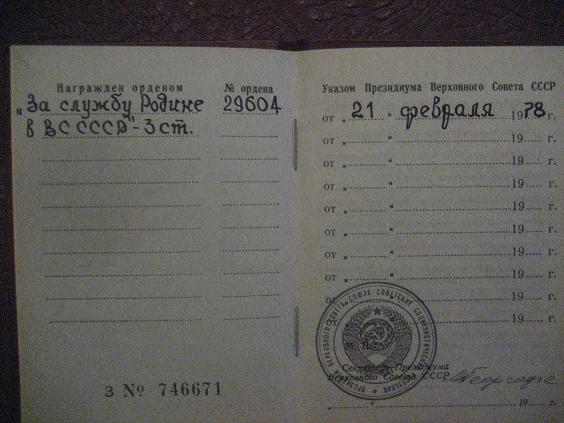 Награжден орденом
№ ордена
„За службу Родине
29604
в ВС СССР" - 3 ст.
З № 746671
Указом Президиума Верховного Совета СССР
от „ 21 " февраля 1978 г.
от „ " 19 г.
от „ " 19 г.
от „ " 19 г.
от „ " 19 г.
от „ " 19 г.
от „ " 19 г.
от „ " 19 г.
от „ " 19 г.
от „ " 19 г.
Секретарь Президиума
Верховного Совета СССР
19 г.